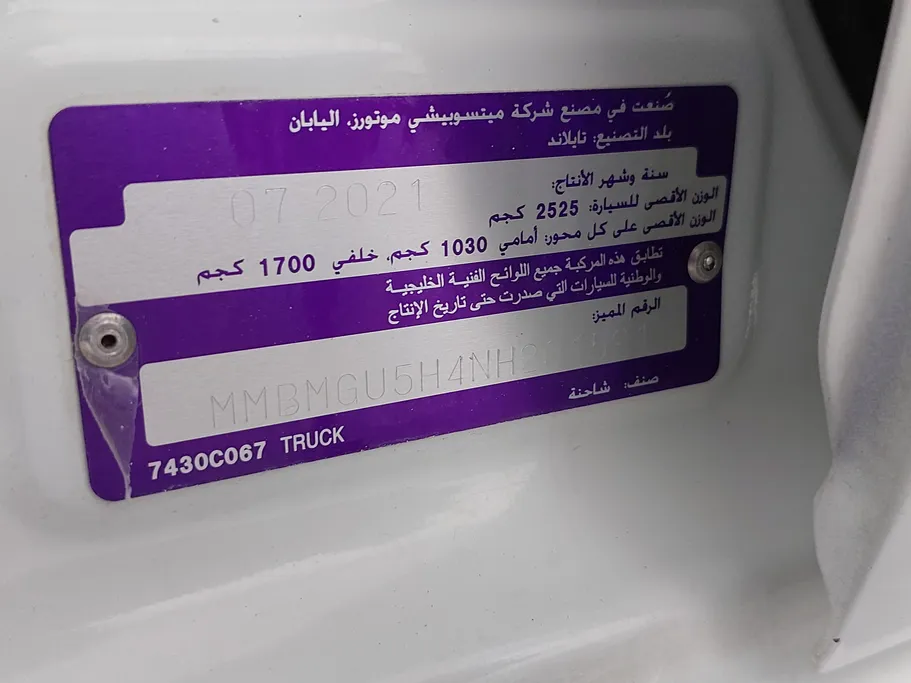 صُنعت في مصنع شركة ميتسوبيشي موتورز، اليابان
بلد التصنيع: تايلاند
سنة وشهر الأنتاج:
07 2021
الوزن الأقصى للسيارة: 2525 كجم
الوزن الأقصى على كل محور: أمامي 1030 كجم، خلفي 1700 كجم
تطابق هذه المركبة جميع اللوائح الفنية الخليجية
والوطنية للسيارات التي صدرت حتى تاريخ الإنتاج
الرقم المميز:
صنف: شاحنة
7430C067 TRUCK